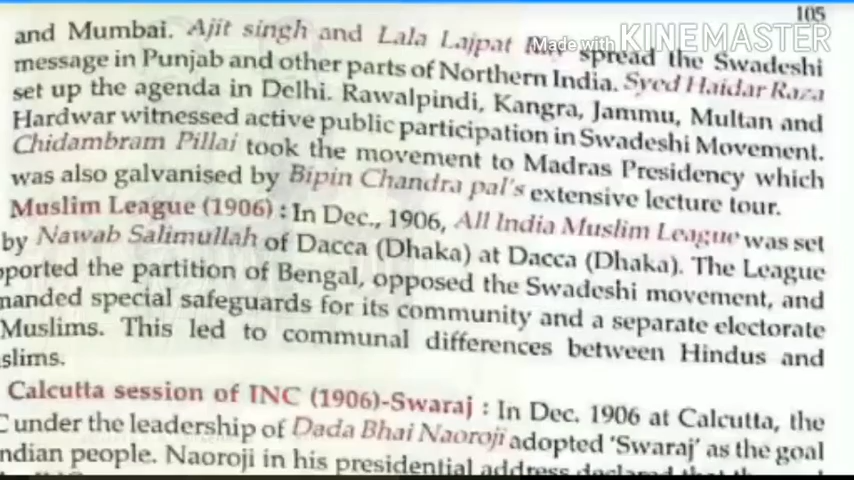 105
Made with KINEMASTER
and Mumbai. Ajit singh and Lala Lajpat spread the Swadeshi
message in Punjab and other parts of Northern India. Syed Haidar Raza
set up the agenda in Delhi. Rawalpindi, Kangra, Jammu, Multan and
Hardwar witnessed active public participation in Swadeshi Movement.
Chidambram Pillai took the movement to Madras Presidency which
was also galvanised by Bipin Chandra pal's extensive lecture tour.
Muslim League (1906) : In Dec., 1906, All India Muslim League was set
by Nawab Salimullah of Dacca (Dhaka) at Dacca (Dhaka). The League
pported the partition of Bengal, opposed the Swadeshi movement, and
manded special safeguards for its community and a separate electorate
Muslims. This led to communal differences between Hindus and
slims.
Calcutta session of INC (1906)-Swaraj : In Dec. 1906 at Calcutta, the
C under the leadership of Dada Bhai Naoroji adopted 'Swaraj' as the goal
ndian people. Naoroji in his presidential address declared that the